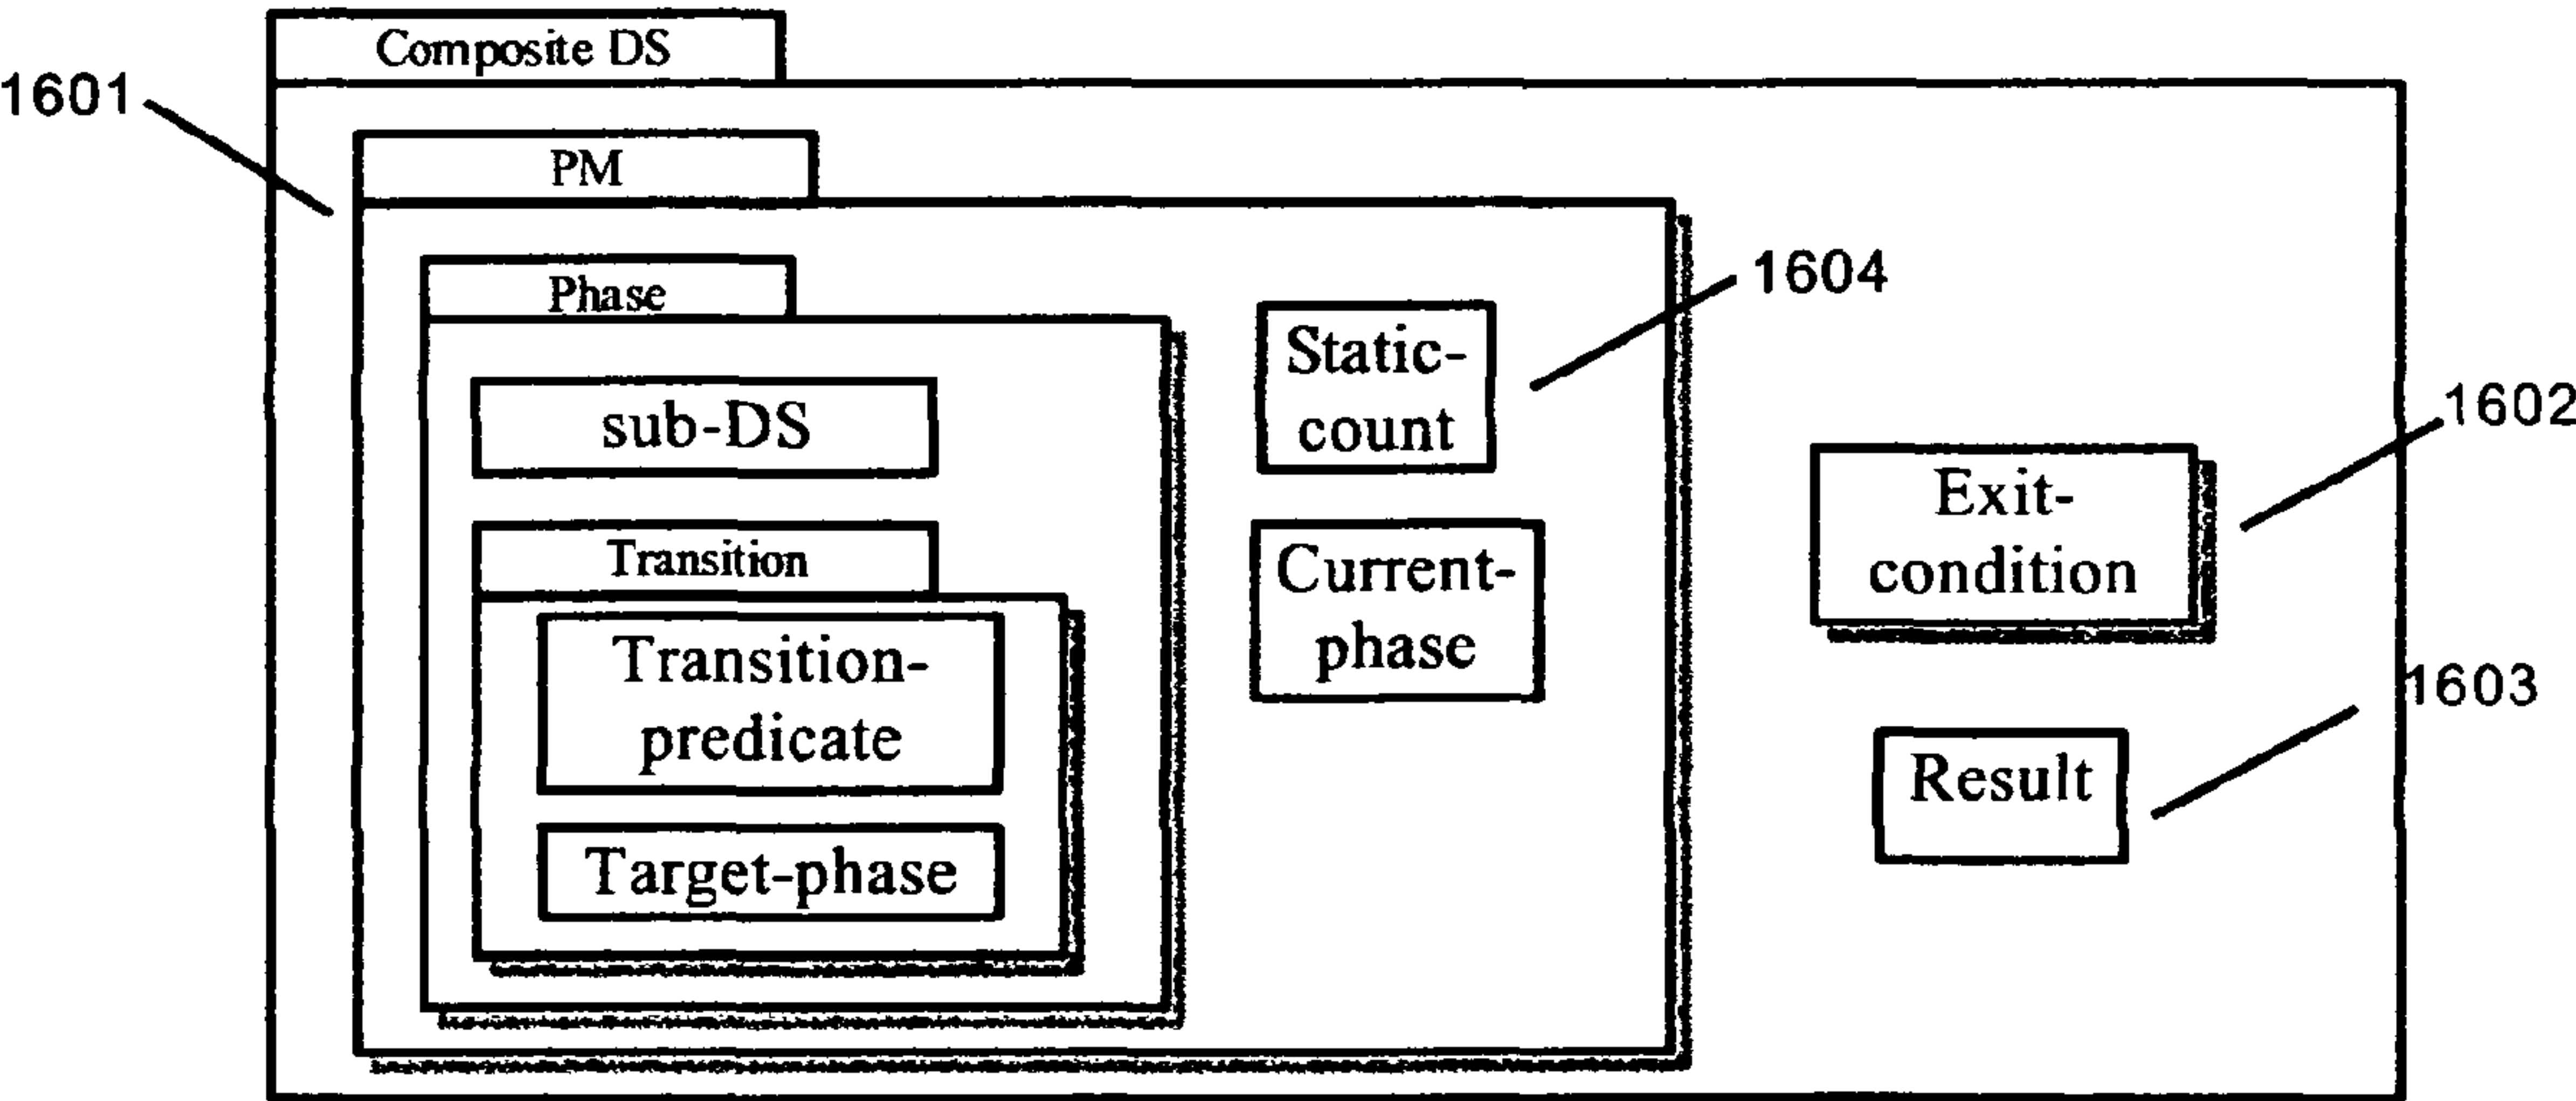 Composite DS
1601
PM
Phase
1604
Static-
count
sub-DS
1602
Exit-
condition
Transition
Current-
phase
Transition-
predicate
1603
Result
Target-phase